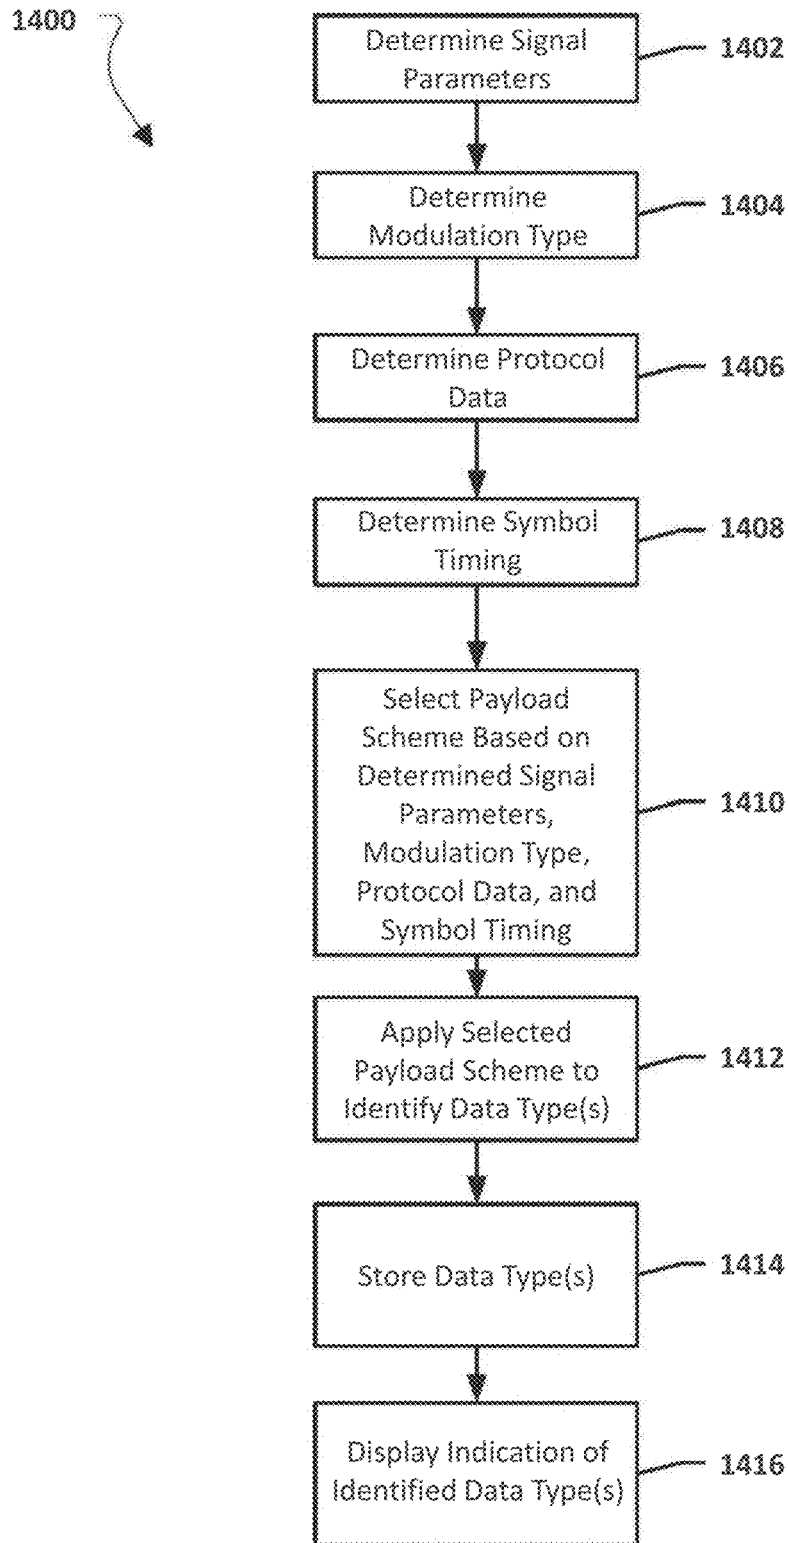 1400
Determine Signal
Parameters
1402
Determine
Modulation Type
1404
Determine Protocol
Data
1406
Determine Symbol
Timing
1408
Select Payload
Scheme Based on
Determined Signal
Parameters,
Modulation Type,
Protocol Data, and
Symbol Timing
1410
Apply Selected
Payload Scheme to
Identify Data Type(s)
1412
Store Data Type(s)
1414
Display Indication of
Identified Data Type(s)
1416